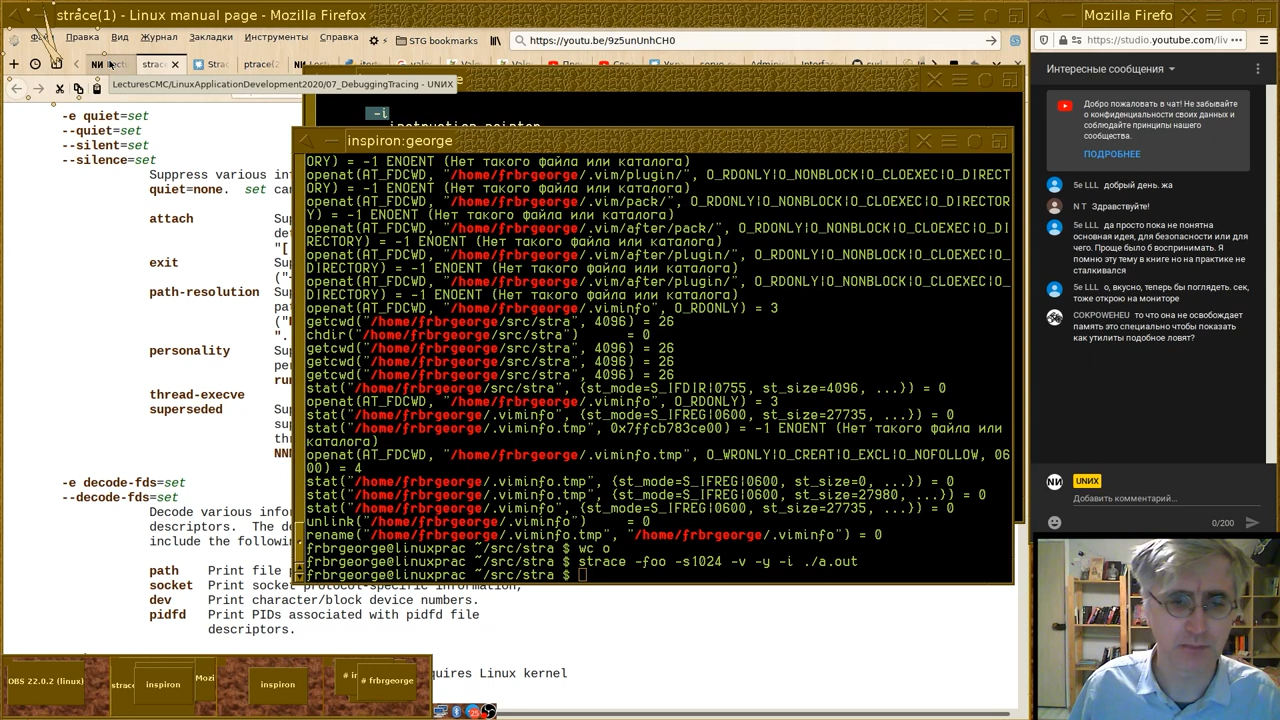 strace(1) - Linux manual page - Mozilla Firefox
Mozilla Firefo
Файл Правка Вид Журнал Закладки Инструменты Справка
STG bookmarks
https://youtu.be/9z5unUnhCH0
https://studio.youtube.com/liv
strace
Strac
ptrace(2
LecturesCMC/LinuxApplicationDevelopment2020/07_DebuggingTracing - UNИX
-e quiet=set
--quiet=set
--silent=set
--silence=set
Suppress various in
quiet=none. set can
attach
exit
path-resolution
personality
thread-execve
superseded
-e decode-fds=set
--decode-fds=set
Decode various infor
descriptors. The de
include the following
path Print file p
socket Print socket protocol-specific information,
dev Print character/block device numbers.
pidfd Print PIDs associated with pidfd file
descriptors.
quires Linux kernel
-i
instruction pointer
inspiron:george
ORY) = -1 ENOENT (Нет такого файла или каталога)
openat(AT_FDCWD, "/home/frbrgeorge/.vim/plugin/", O_RDONLY|O_NONBLOCK|O_CLOEXEC|O_DIRECT
ORY) = -1 ENOENT (Нет такого файла или каталога)
openat(AT_FDCWD, "/home/frbrgeorge/.vim/pack/", O_RDONLY|O_NONBLOCK|O_CLOEXEC|O_DIRECTOR
Y) = -1 ENOENT (Нет такого файла или каталога)
openat(AT_FDCWD, "/home/frbrgeorge/.vim/after/pack/", O_RDONLY|O_NONBLOCK|O_CLOEXEC|O_DI
RECTORY) = -1 ENOENT (Нет такого файла или каталога)
openat(AT_FDCWD, "/home/frbrgeorge/.vim/after/plugin/", O_RDONLY|O_NONBLOCK|O_CLOEXEC|O_
DIRECTORY) = -1 ENOENT (Нет такого файла или каталога)
openat(AT_FDCWD, "/home/frbrgeorge/.vim/after/plugin/", O_RDONLY|O_NONBLOCK|O_CLOEXEC|O_
DIRECTORY) = -1 ENOENT (Нет такого файла или каталога)
openat(AT_FDCWD, "/home/frbrgeorge/.viminfo", O_RDONLY) = 3
getcwd("/home/frbrgeorge/src/stra", 4096) = 26
chdir("/home/frbrgeorge/src/stra") = 0
getcwd("/home/frbrgeorge/src/stra", 4096) = 26
getcwd("/home/frbrgeorge/src/stra", 4096) = 26
getcwd("/home/frbrgeorge/src/stra", 4096) = 26
stat("/home/frbrgeorge/src/stra", {st_mode=S_IFDIR|0755, st_size=4096, ...}) = 0
openat(AT_FDCWD, "/home/frbrgeorge/.viminfo", O_RDONLY) = 3
stat("/home/frbrgeorge/.viminfo", {st_mode=S_IFREG|0600, st_size=27735, ...}) = 0
stat("/home/frbrgeorge/.viminfo.tmp", 0x7ffcb783ce00) = -1 ENOENT (Нет такого файла или
каталога)
openat(AT_FDCWD, "/home/frbrgeorge/.viminfo.tmp", O_WRONLY|O_CREAT|O_EXCL|O_NOFOLLOW, 06
00) = 4
stat("/home/frbrgeorge/.viminfo.tmp", {st_mode=S_IFREG|0600, st_size=0, ...}) = 0
stat("/home/frbrgeorge/.viminfo.tmp", {st_mode=S_IFREG|0600, st_size=27980, ...}) = 0
stat("/home/frbrgeorge/.viminfo", {st_mode=S_IFREG|0600, st_size=27735, ...}) = 0
unlink("/home/frbrgeorge/.viminfo") = 0
rename("/home/frbrgeorge/.viminfo.tmp", "/home/frbrgeorge/.viminfo") = 0
frbrgeorge@linuxprac ~/src/stra $ wc o
frbrgeorge@linuxprac ~/src/stra $ strace -foo -s1024 -v -y -i ./a.out
frbrgeorge@linuxprac ~/src/stra $
Интересные сообщения
Добро пожаловать в чат! Не забывайте
о конфиденциальности своих данных и
соблюдайте принципы нашего
сообщества.
ПОДРОБНЕЕ
5e LLL добрый день. жа
N T Здравствуйте!
5e LLL да просто пока не понятна
основная идея, для безопасности или для
чего. Проще было б воспринимать. Я
помню эту тему в книге но на практике не
сталкивался
5e LLL о, вкусно, теперь бы поглядеть. сек,
тоже открою на мониторе
COKPOWEHEU то что она не освобождает
память это специально чтобы показать
как утилиты подобное ловят?
NИ UNИX
Добавить комментарий...
0/200
OBS 22.0.2 (linux)
strace
inspiron
Mozi
inspiron
# ir
# frbrgeorge